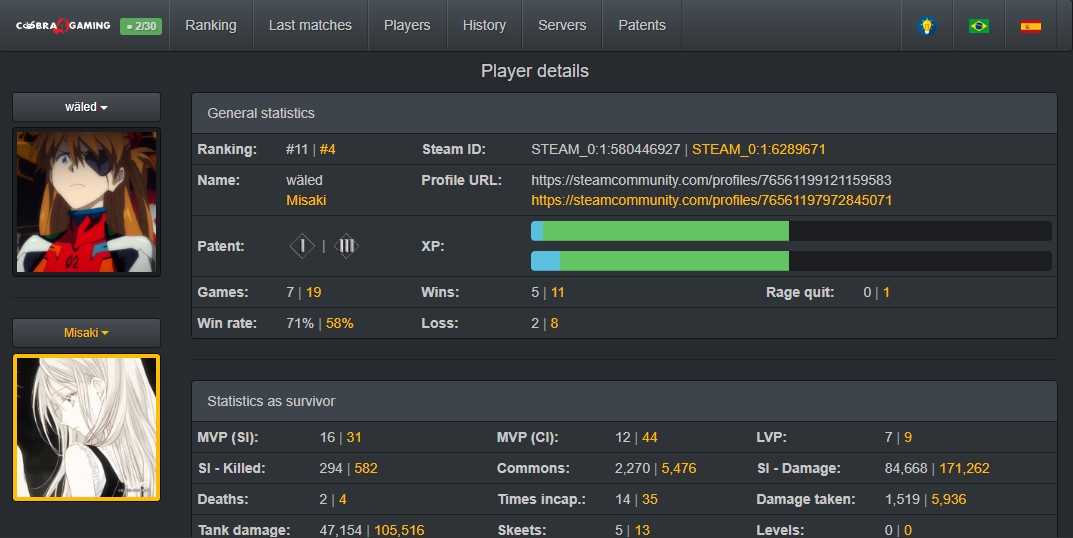 COBRA GAMING 2/30 Ranking Last matches Players History Servers Patents
Player details
wäled
General statistics
Ranking: #11 | #4 Steam ID: STEAM_0:1:580446927 | STEAM_0:1:6289671
Name: wäled Profile URL: https://steamcommunity.com/profiles/76561199121159583
Misaki https://steamcommunity.com/profiles/76561197972845071
02
Patent: I | III XP:
Games: 7 | 19 Wins: 5 | 11 Rage quit: 0 | 1
Win rate: 71% | 58% Loss: 2 | 8
Misaki
Statistics as survivor
MVP (SI): 16 | 31 MVP (CI): 12 | 44 LVP: 7 | 9
SI - Killed: 294 | 582 Commons: 2,270 | 5,476 SI - Damage: 84,668 | 171,262
Deaths: 2 | 4 Times incap.: 14 | 35 Damage taken: 1,519 | 5,936
Tank damage: 47,154 | 105,516 Skeets: 5 | 13 Levels: 0 | 0